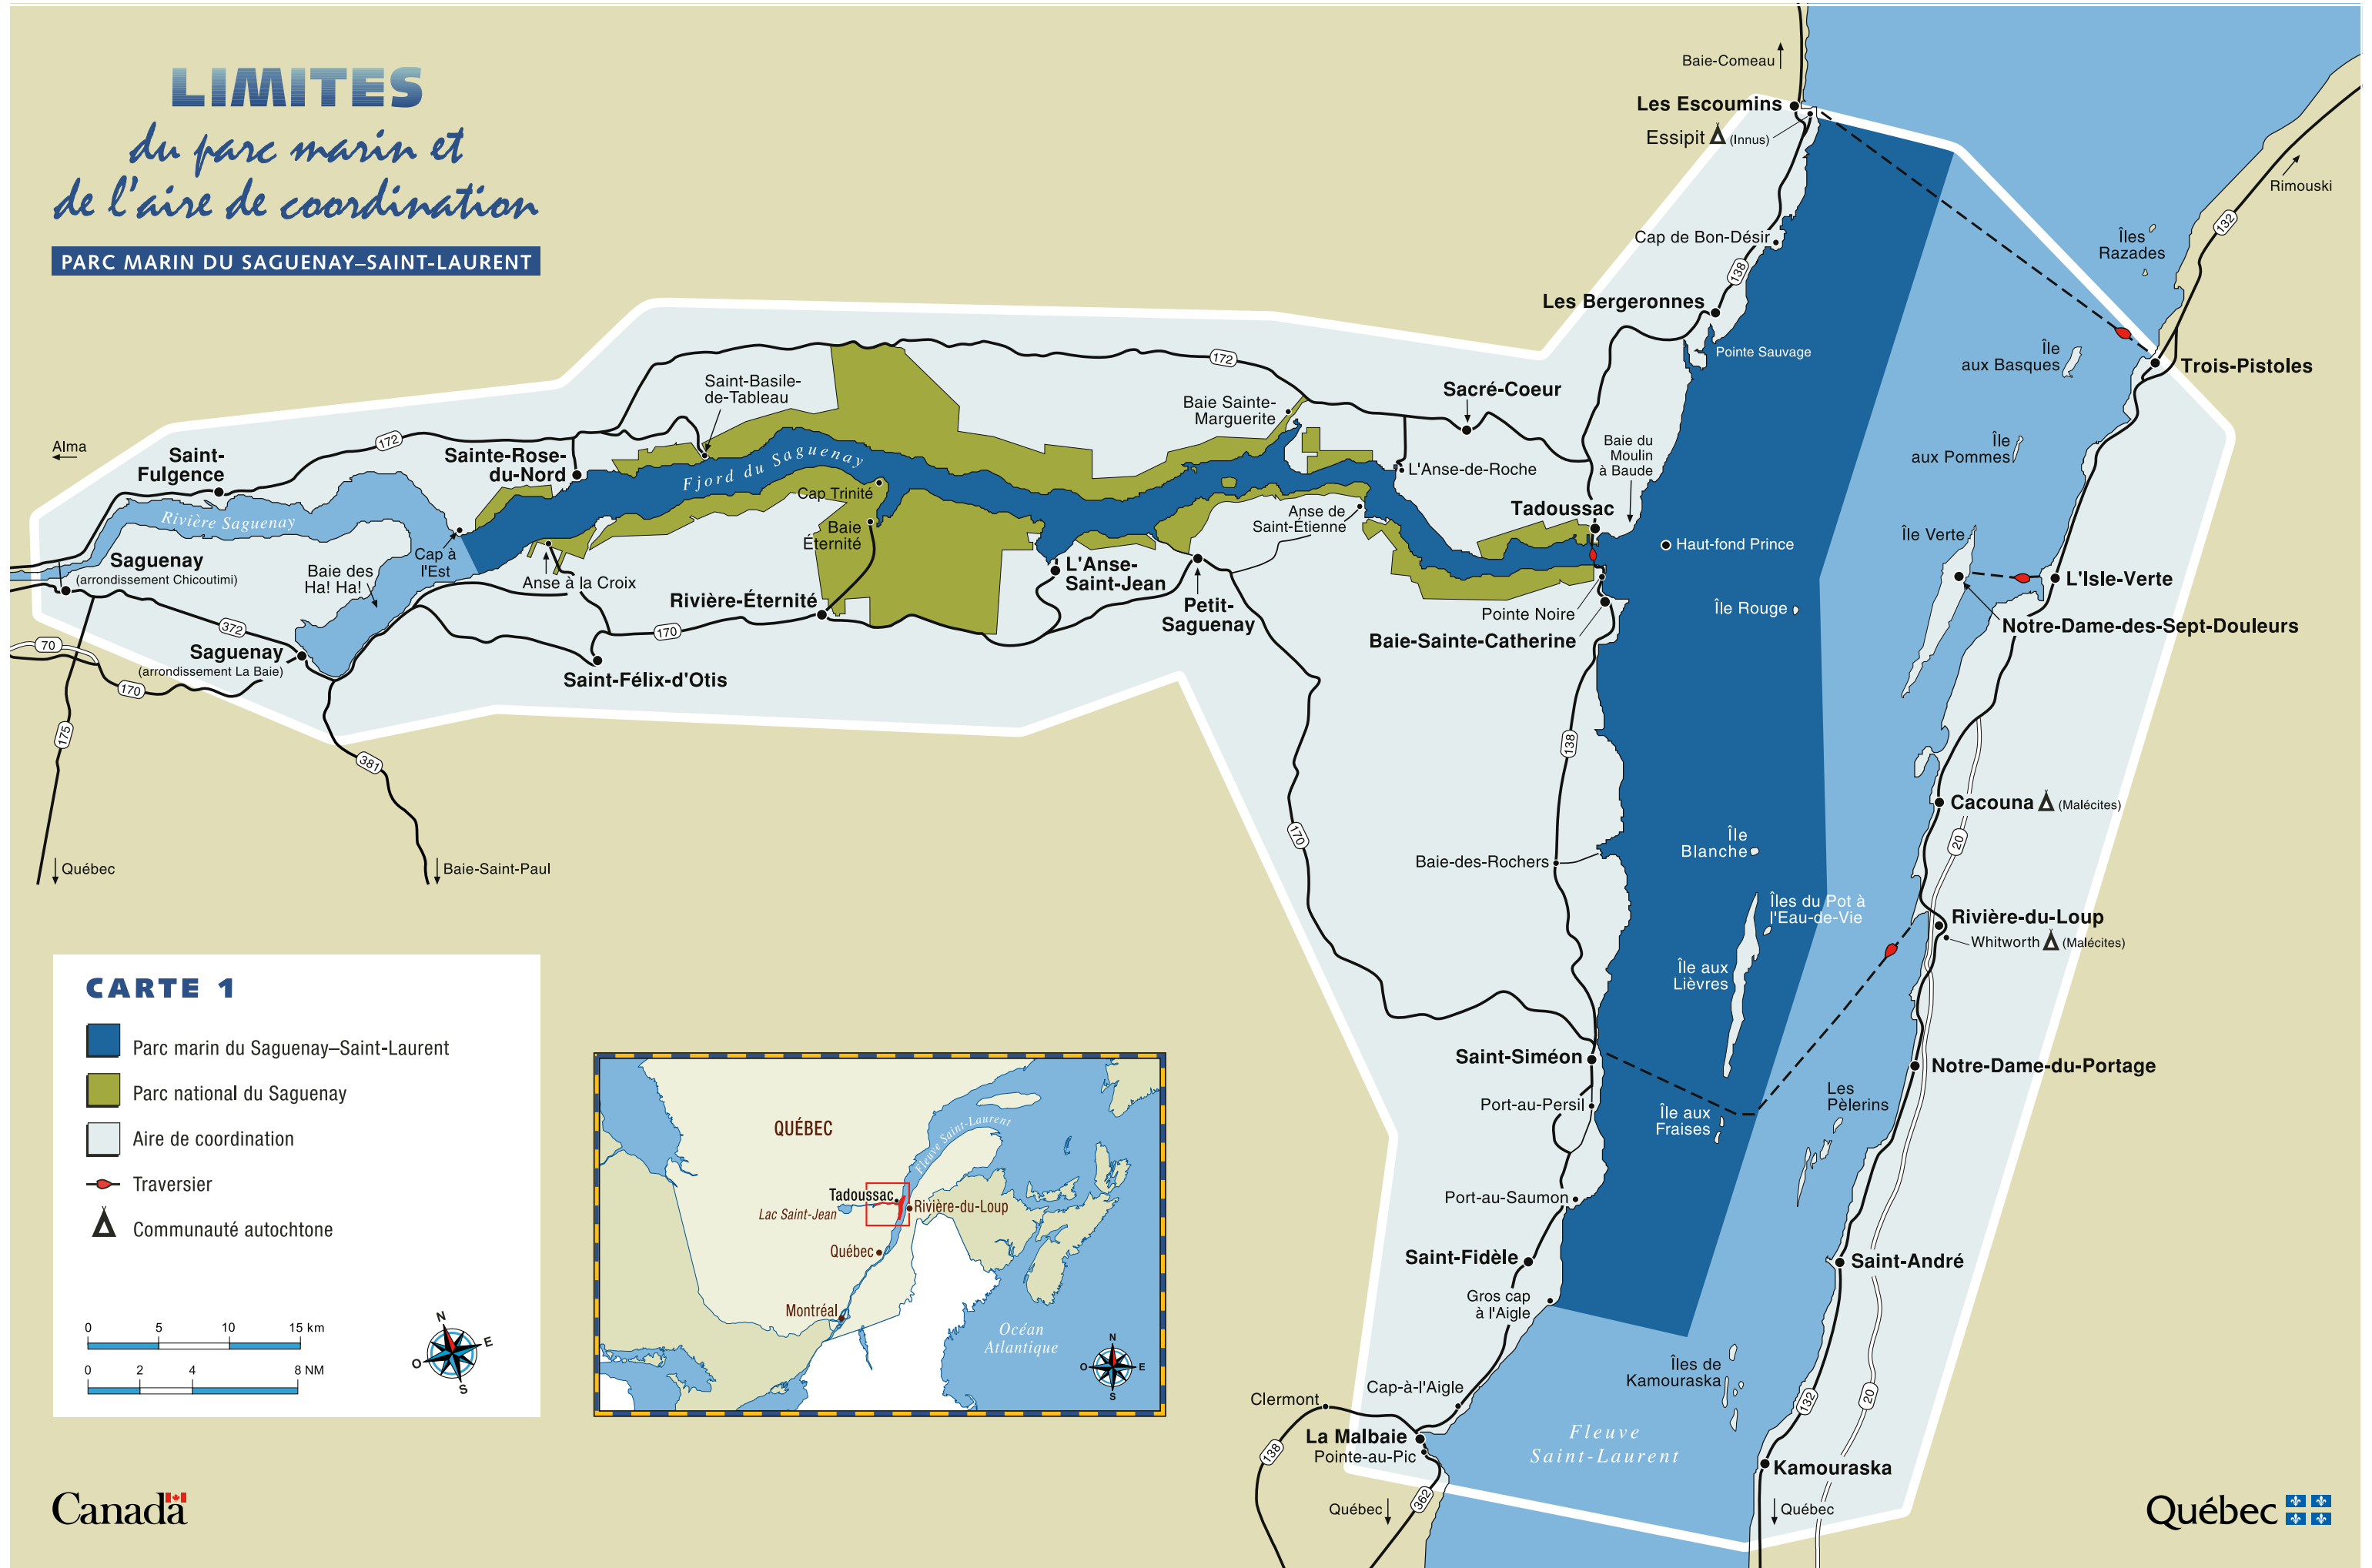 LIMITES
du parc marin et
de l'aire de coordination
PARC MARIN DU SAGUENAY–SAINT-LAURENT
Baie-Comeau
Les Escoumins
Essipit (Innus)
Rimouski
132
Cap de Bon-Désir
138
Îles
Razades
Les Bergeronnes
Pointe Sauvage
Île
aux Basques
Trois-Pistoles
172
Saint-Basile-
de-Tableau
Baie Sainte-
Marguerite
Sacré-Coeur
Alma
172
Saint-
Fulgence
Sainte-Rose-
du-Nord
Fjord du Saguenay
Cap Trinité
L'Anse-de-Roche
Baie du
Moulin
à Baude
Île
aux Pommes
Rivière Saguenay
Baie
Éternité
Anse de
Saint-Étienne
Tadoussac
Haut-fond Prince
Île Verte
Saguenay
(arrondissement Chicoutimi)
Baie des
Ha! Ha!
Cap à
l'Est
Anse à la Croix
L'Anse-
Saint-Jean
L'Isle-Verte
Rivière-Éternité
Petit-
Saguenay
Pointe Noire
Île Rouge
Baie-Sainte-Catherine
Notre-Dame-des-Sept-Douleurs
372
70
170
Saguenay
(arrondissement La Baie)
170
Saint-Félix-d'Otis
175
381
138
Québec
Baie-Saint-Paul
170
Cacouna (Malécites)
20
Baie-des-Rochers
Île
Blanche
Îles du Pot à
l'Eau-de-Vie
Rivière-du-Loup
Whitworth (Malécites)
Île aux
Lièvres
Saint-Siméon
Notre-Dame-du-Portage
Port-au-Persil
Île aux
Fraises
Les
Pèlerins
Port-au-Saumon
Saint-Fidèle
Saint-André
Gros cap
à l'Aigle
Îles de
Kamouraska
Cap-à-l'Aigle
Clermont
132
20
138
La Malbaie
Pointe-au-Pic
Fleuve
Saint-Laurent
Kamouraska
362
Québec
Québec
CARTE 1
Parc marin du Saguenay–Saint-Laurent
Parc national du Saguenay
Aire de coordination
Traversier
Communauté autochtone
0 5 10 15 km
0 2 4 8 NM
N
E
O
S
QUÉBEC
Fleuve Saint-Laurent
Tadoussac
Lac Saint-Jean
Rivière-du-Loup
Québec
Montréal
Océan
Atlantique
N
O
E
S
Canada
Québec